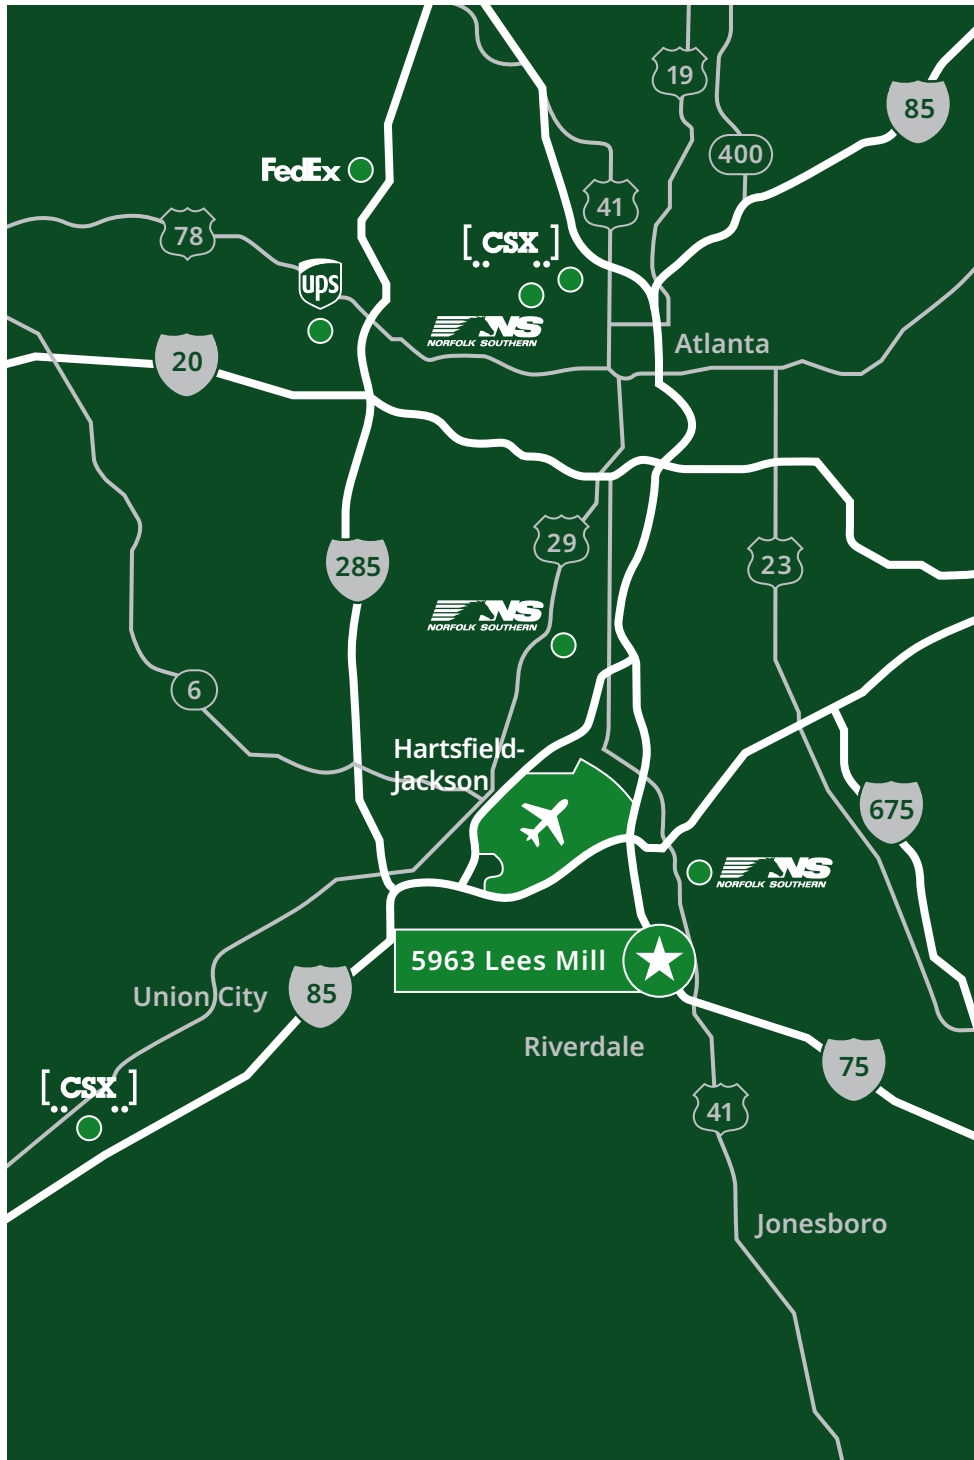 19
85
400
FedEx
41
78
CSX
ups
NS
NORFOLK SOUTHERN
Atlanta
20
29
285
23
NS
NORFOLK SOUTHERN
6
Hartsfield-
Jackson
675
NS
NORFOLK SOUTHERN
5963 Lees Mill
Union City
85
Riverdale
75
CSX
41
Jonesboro